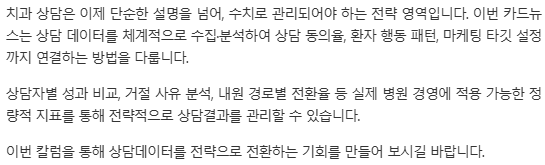 치과 상담은 이제 단순한 설명을 넘어, 수치로 관리되어야 하는 전략 영역입니다. 이번 카드뉴
스는 상담 데이터를 체계적으로 수집·분석하여 상담 동의율, 환자 행동 패턴, 마케팅 타깃 설정
까지 연결하는 방법을 다룹니다.
상담자별 성과 비교, 거절 사유 분석, 내원 경로별 전환율 등 실제 병원 경영에 적용 가능한 정
량적 지표를 통해 전략적으로 상담결과를 관리할 수 있습니다.
이번 칼럼을 통해 상담데이터를 전략으로 전환하는 기회를 만들어 보시길 바랍니다.